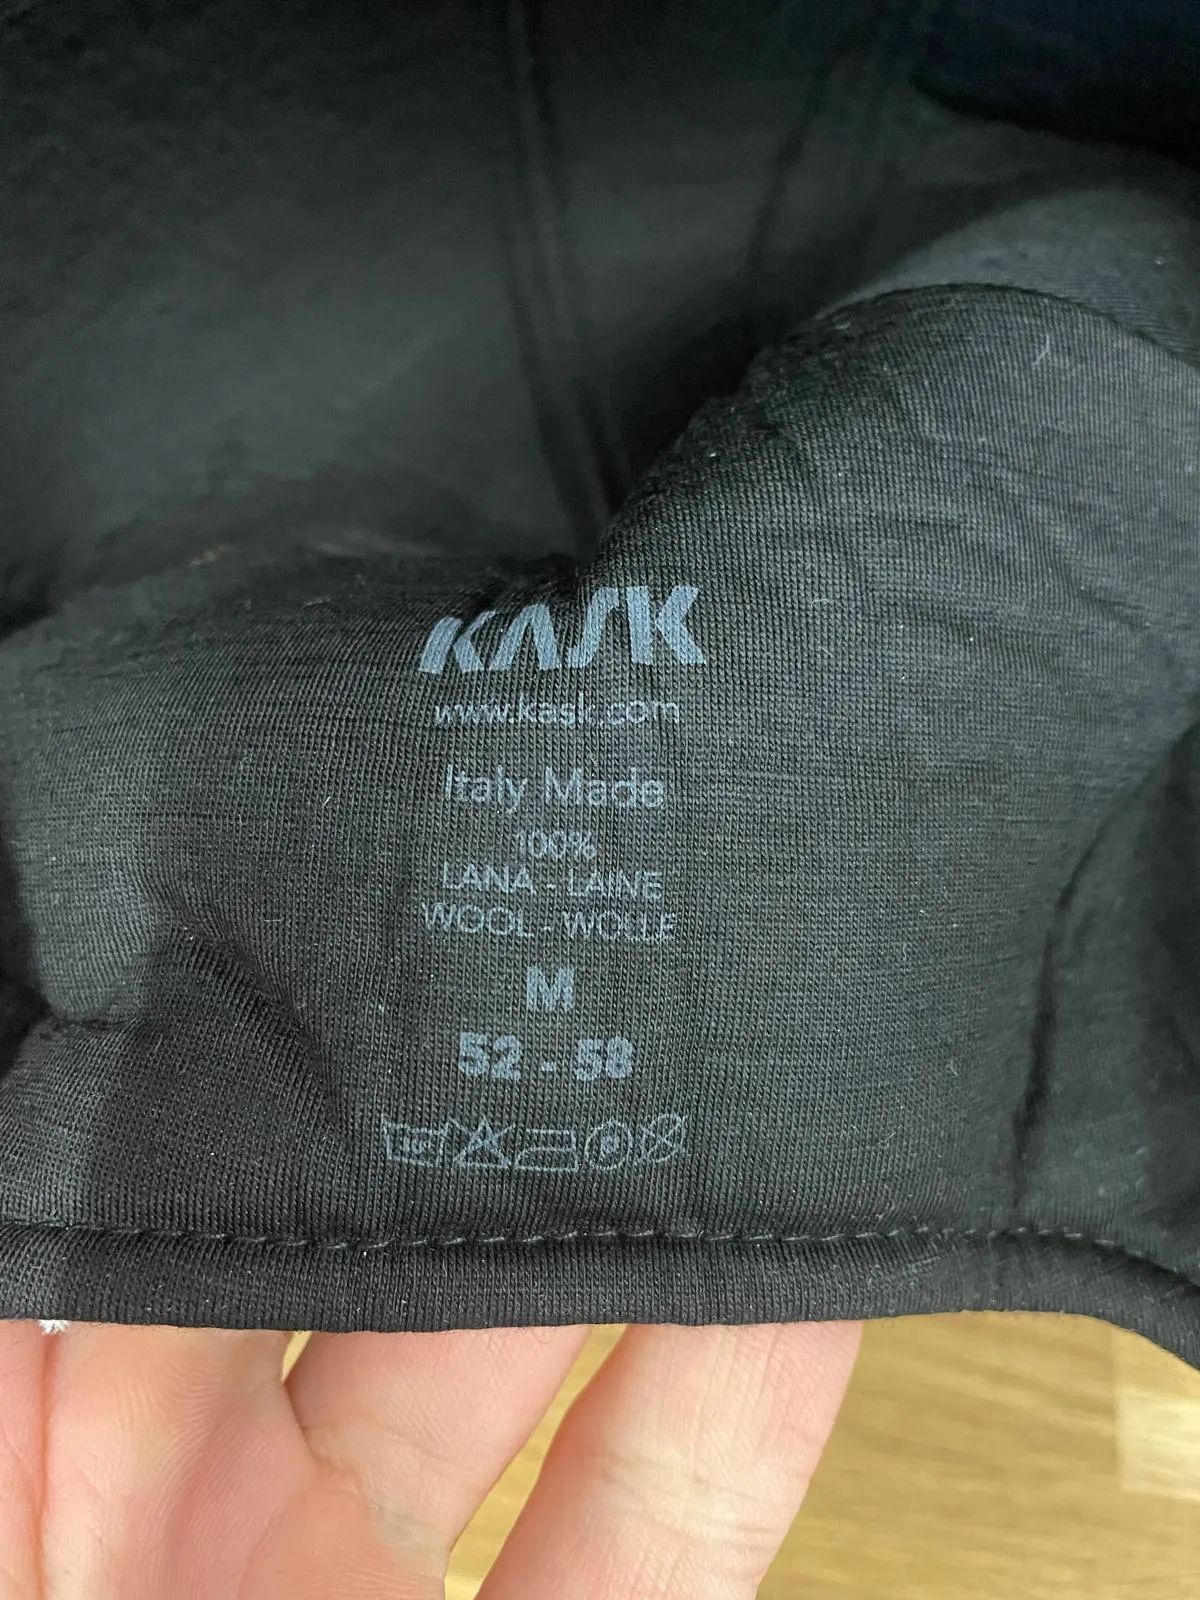 KASK
www.kask.com
Italy Made
100%
LANA - LAINE
WOOL - WOLLE
M
52 - 58